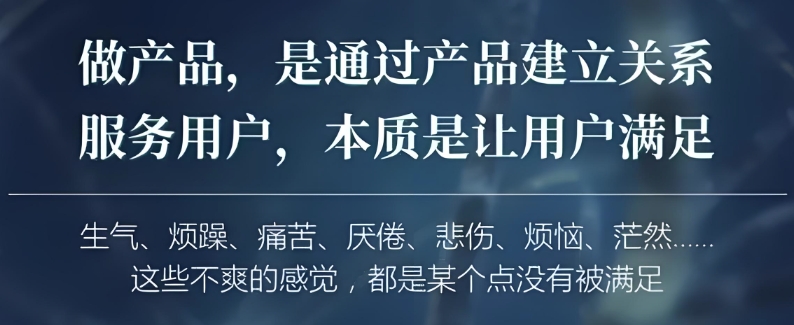 做产品，是通过产品建立关系
服务用户，本质是让用户满足
生气、烦躁、痛苦、厌倦、悲伤、烦恼、茫然......
这些不爽的感觉，都是某个点没有被满足